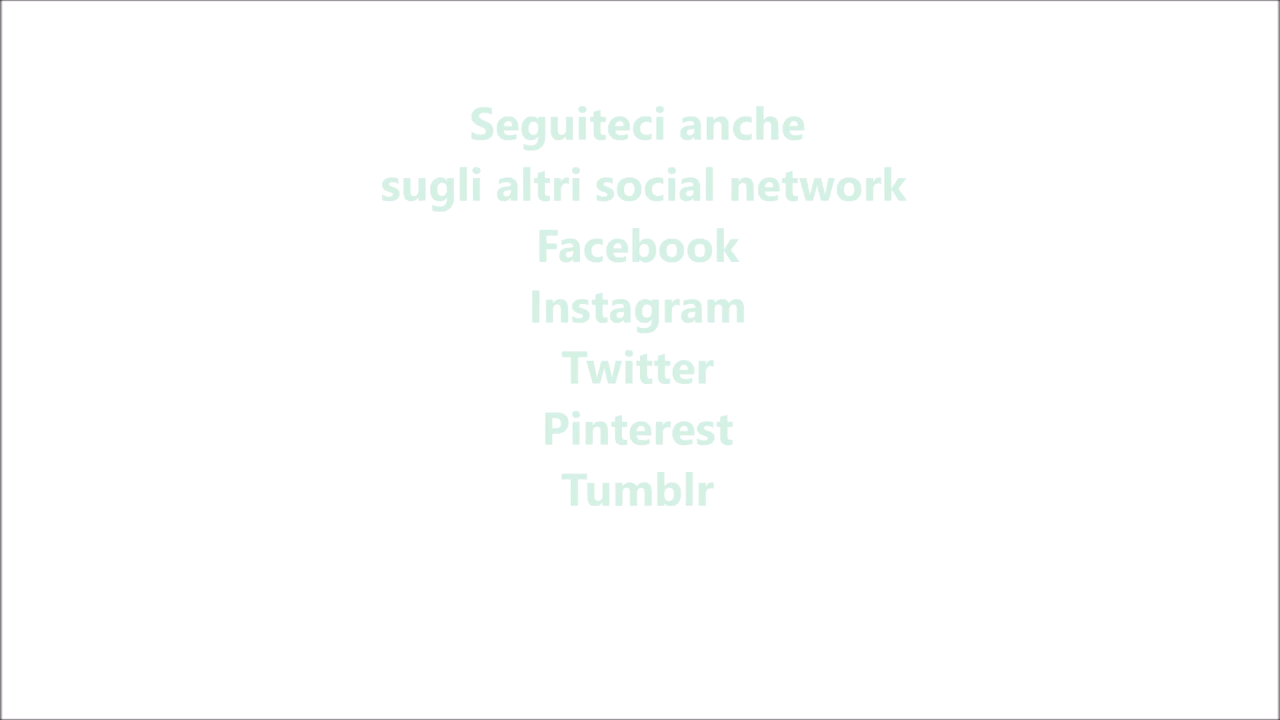 Seguiteci anche
sugli altri social network
Facebook
Instagram
Twitter
Pinterest
Tumblr